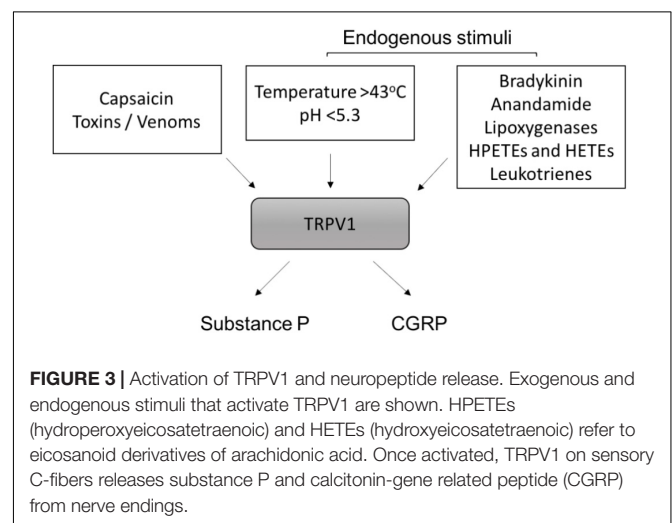 Endogenous stimuli
Capsaicin
Toxins / Venoms
Temperature >43°C
pH <5.3
Bradykinin
Anandamide
Lipoxygenases
HPETEs and HETEs
Leukotrienes
TRPV1
Substance P
CGRP
FIGURE 3 | Activation of TRPV1 and neuropeptide release. Exogenous and
endogenous stimuli that activate TRPV1 are shown. HPETEs
(hydroperoxyeicosatetraenoic) and HETEs (hydroxyeicosatetraenoic) refer to
eicosanoid derivatives of arachidonic acid. Once activated, TRPV1 on sensory
C-fibers releases substance P and calcitonin-gene related peptide (CGRP)
from nerve endings.